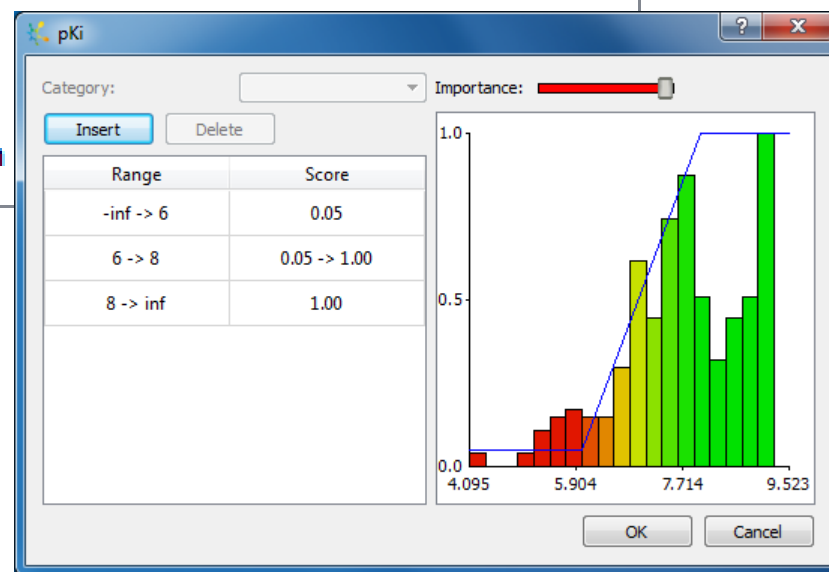 pKi
Category:
Importance:
Insert
Delete
Range Score
-inf -> 6 0.05
6 -> 8 0.05 -> 1.00
8 -> inf 1.00
1.0
0.5
0.0
4.095 5.904 7.714 9.523
OK
Cancel